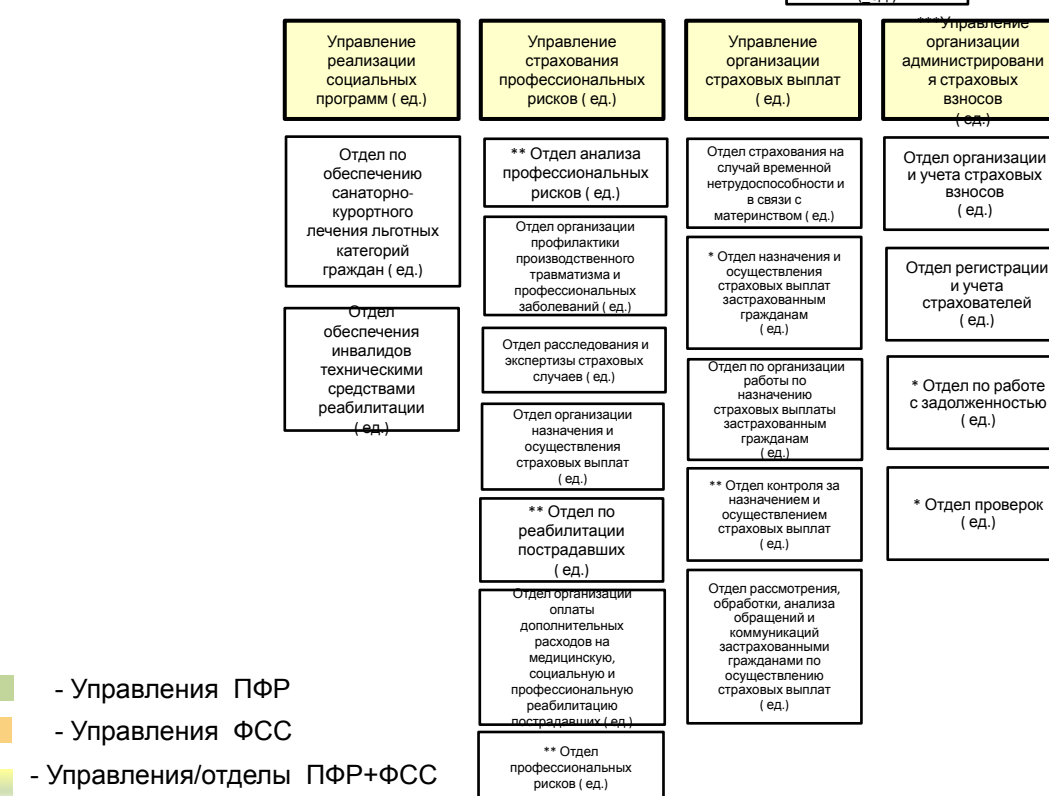 Управление
реализации
социальных
программ ( ед.)
Управление
страхования
профессиональных
рисков ( ед.)
Управление
организации
страховых выплат
( ед.)
***Управление
организации
администрировани
я страховых
взносов
( ед.)
Отдел по
обеспечению
санаторно-
курортного
лечения льготных
категорий
граждан ( ед.)
Отдел
обеспечения
инвалидов
техническими
средствами
реабилитации
( ед.)
** Отдел анализа
профессиональных
рисков ( ед.)
Отдел организации
профилактики
производственного
травматизма и
профессиональных
заболеваний ( ед.)
Отдел расследования и
экспертизы страховых
случаев ( ед.)
Отдел организации
назначения и
осуществления
страховых выплат
( ед.)
** Отдел по
реабилитации
пострадавших
( ед.)
Отдел организации
оплаты
дополнительных
расходов на
медицинскую,
социальную и
профессиональную
реабилитацию
пострадавших ( ед.)
** Отдел
профессиональных
рисков ( ед.)
Отдел страхования на
случай временной
нетрудоспособности и
в связи с
материнством ( ед.)
* Отдел назначения и
осуществления
страховых выплат
застрахованным
гражданам
( ед.)
Отдел по организации
работы по
назначению
страховых выплаты
застрахованным
гражданам
( ед.)
** Отдел контроля за
назначением и
осуществлением
страховых выплат
( ед.)
Отдел рассмотрения,
обработки, анализа
обращений и
коммуникаций
застрахованными
гражданами по
осуществлению
страховых выплат
( ед.)
Отдел организации
и учета страховых
взносов
( ед.)
Отдел регистрации
и учета
страхователей
( ед.)
* Отдел по работе
с задолженностью
( ед.)
* Отдел проверок
( ед.)
- Управления ПФР
- Управления ФСС
- Управления/отделы ПФР+ФСС